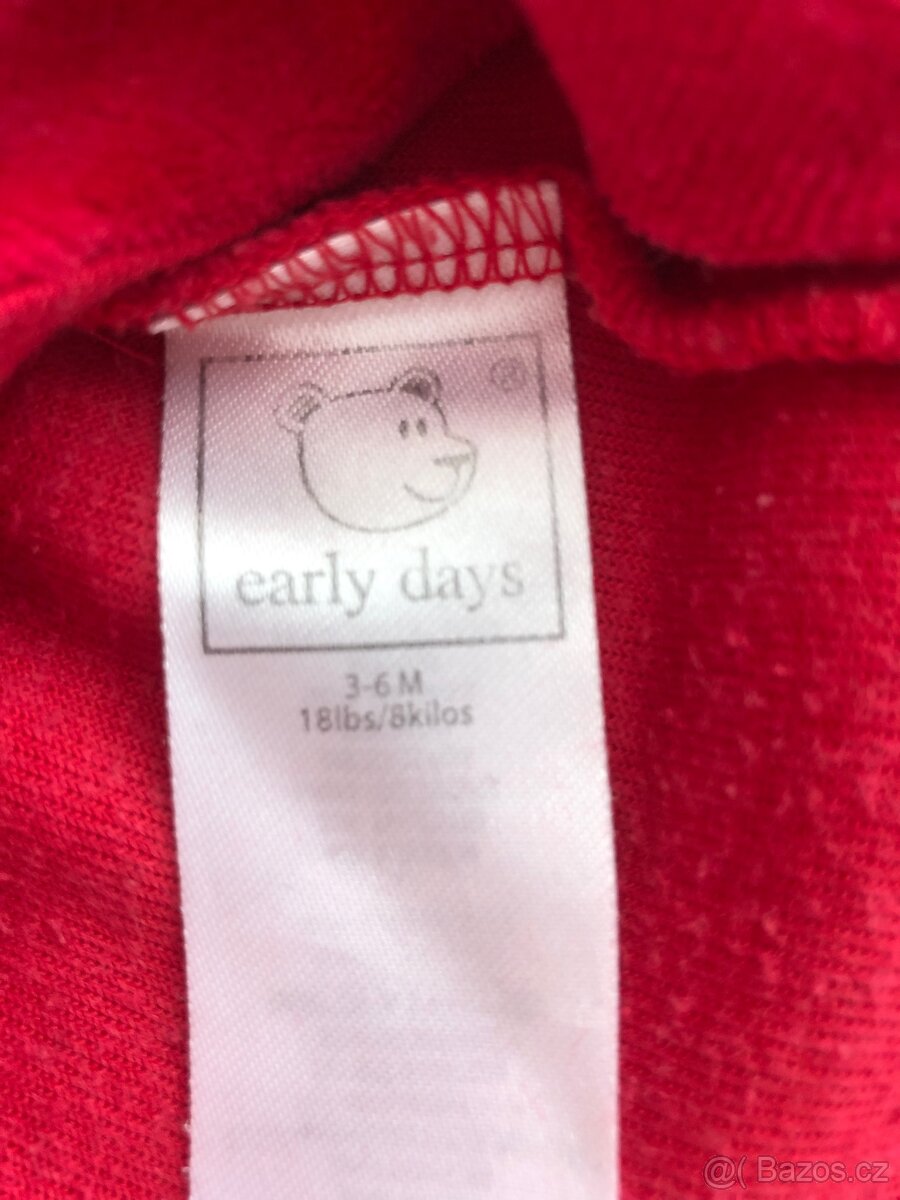 ®
early days
3-6 M
18lbs/8kilos
@( Bazos.cz